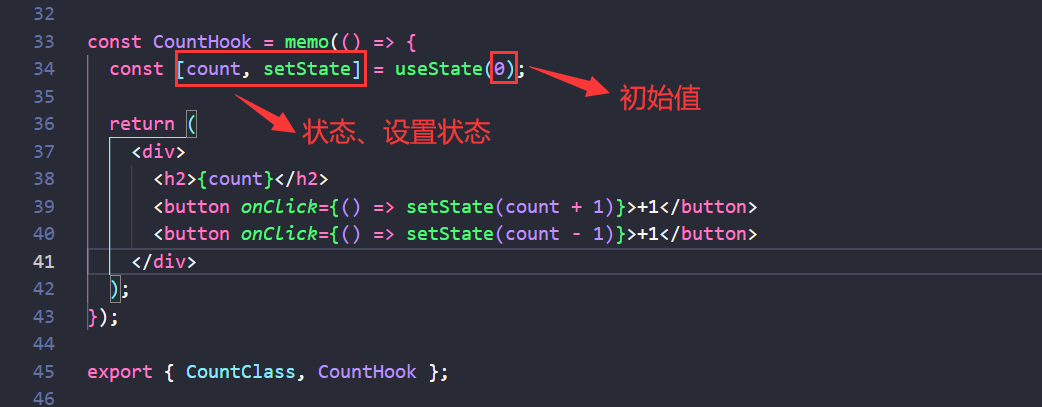 32
33 const CountHook = memo(() => {
34 const [count, setState] = useState(0);
初始值
35
状态、设置状态
36 return (
37 <div>
38 <h2>{count}</h2>
39 <button onClick={() => setState(count + 1)}>+1</button>
40 <button onClick={() => setState(count - 1)}>+1</button>
41 </div>
42 );
43 });
44
45 export { CountClass, CountHook };
46